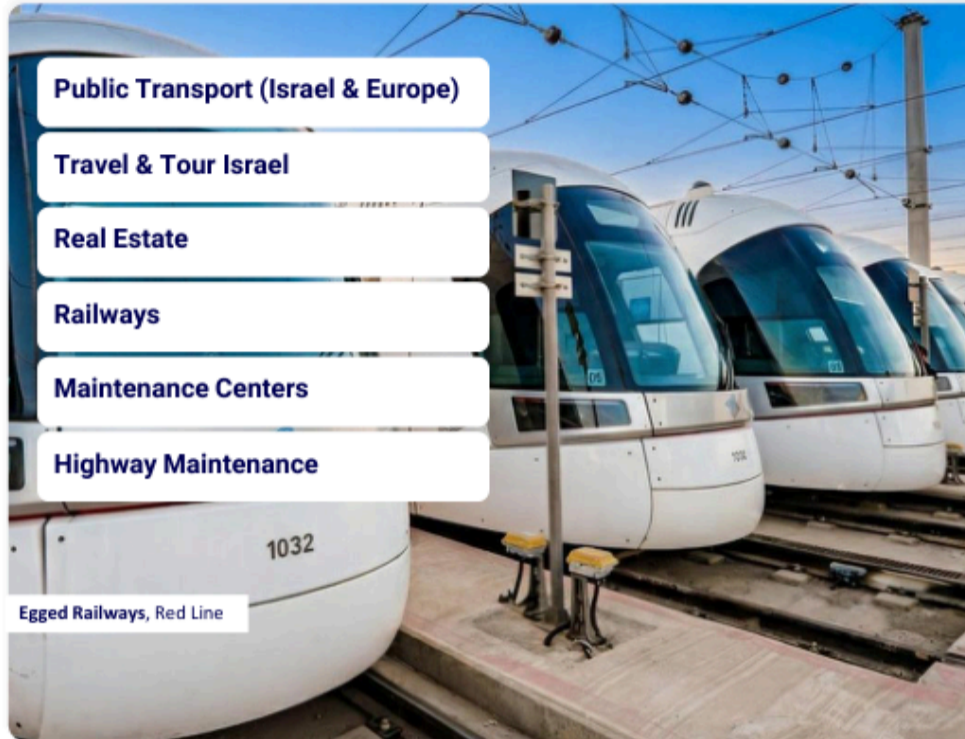 Public Transport (Israel & Europe)
Travel & Tour Israel
Real Estate
Railways
Maintenance Centers
Highway Maintenance
1032
Egged Railways, Red Line